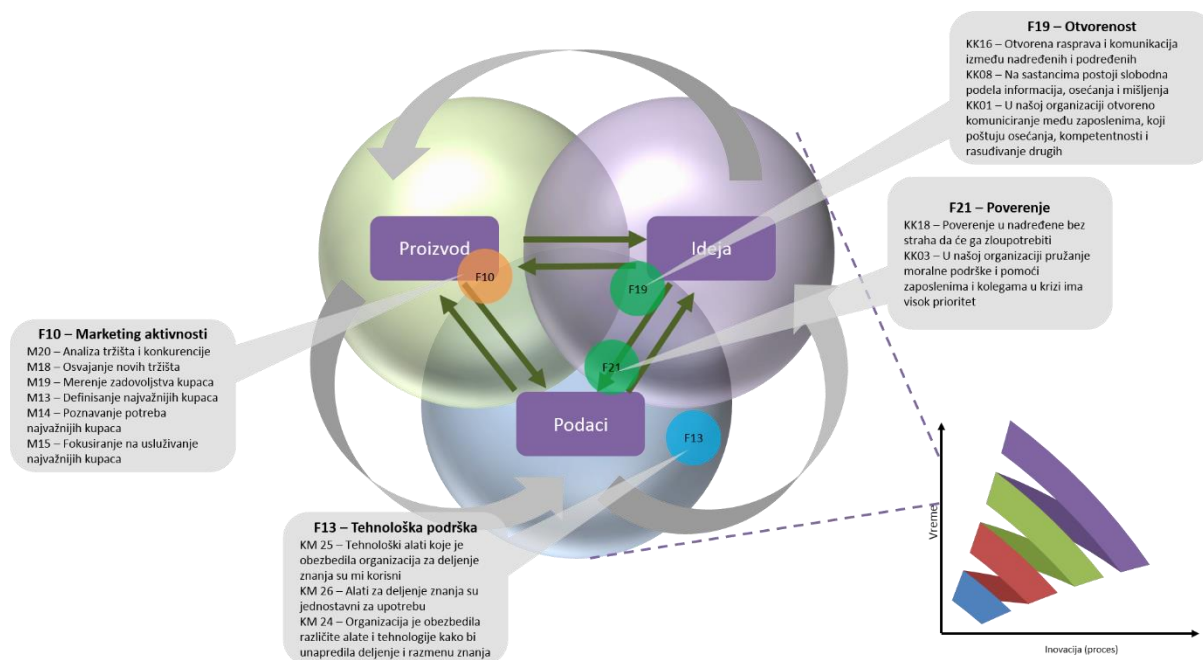 F19 – Otvorenost
KK16 – Otvorena rasprava i komunikacija
između nadređenih i podređenih
KK08 – Na sastancima postoji slobodna
podela informacija, osećanja i mišljenja
KK01 – U našoj organizaciji otvoreno
komuniciranje među zaposlenima, koji
poštuju osećanja, kompetentnosti i
rasuđivanje drugih
F21 – Poverenje
KK18 – Poverenje u nadređene bez
straha da će ga zloupotrebiti
KK03 – U našoj organizaciji pružanje
moralne podrške i pomoći
zaposlenima i kolegama u krizi ima
visok prioritet
Proizvod
Ideja
F10
F19
F21
Podaci
F13
F10 – Marketing aktivnosti
M20 – Analiza tržišta i konkurencije
M18 – Osvajanje novih tržišta
M19 – Merenje zadovoljstva kupaca
M13 – Definisanje najvažnijih kupaca
M14 – Poznavanje potreba
najvažnijih kupaca
M15 – Fokusiranje na usluživanje
najvažnijih kupaca
F13 – Tehnološka podrška
KM 25 – Tehnološki alati koje je
obezbedila organizacija za deljenje
znanja su mi korisni
KM 26 – Alati za deljenje znanja su
jednostavni za upotrebu
KM 24 – Organizacija je obezbedila
različite alate i tehnologije kako bi
unapredila deljenje i razmenu znanja
Vreme
Inovacija (proces)